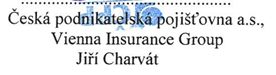 Česká podnikatelská pojišťovna a.s.,
Vienna Insurance Group
Jiří Charvát